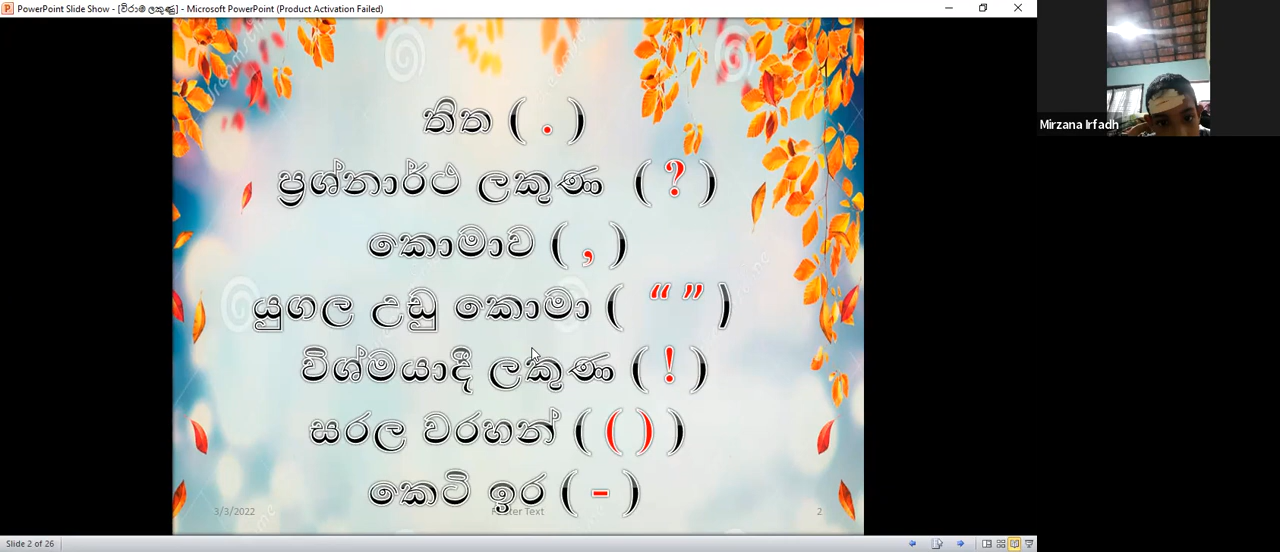 PowerPoint Slide Show - [විරාම ලකුණු] - Microsoft PowerPoint (Product Activation Failed)
Mirzana Irfadh
තිත ( . )
ප්‍රශ්නාර්ථ ලකුණ ( ? )
කොමාව ( , )
යුගල උඩු කොමා ( “ ” )
විශ්මයාදී ලකුණ ( ! )
සරල වරහන් ( ( ) )
කෙටි ඉර ( - )
3/3/2022 Footer Text 2
Slide 2 of 26